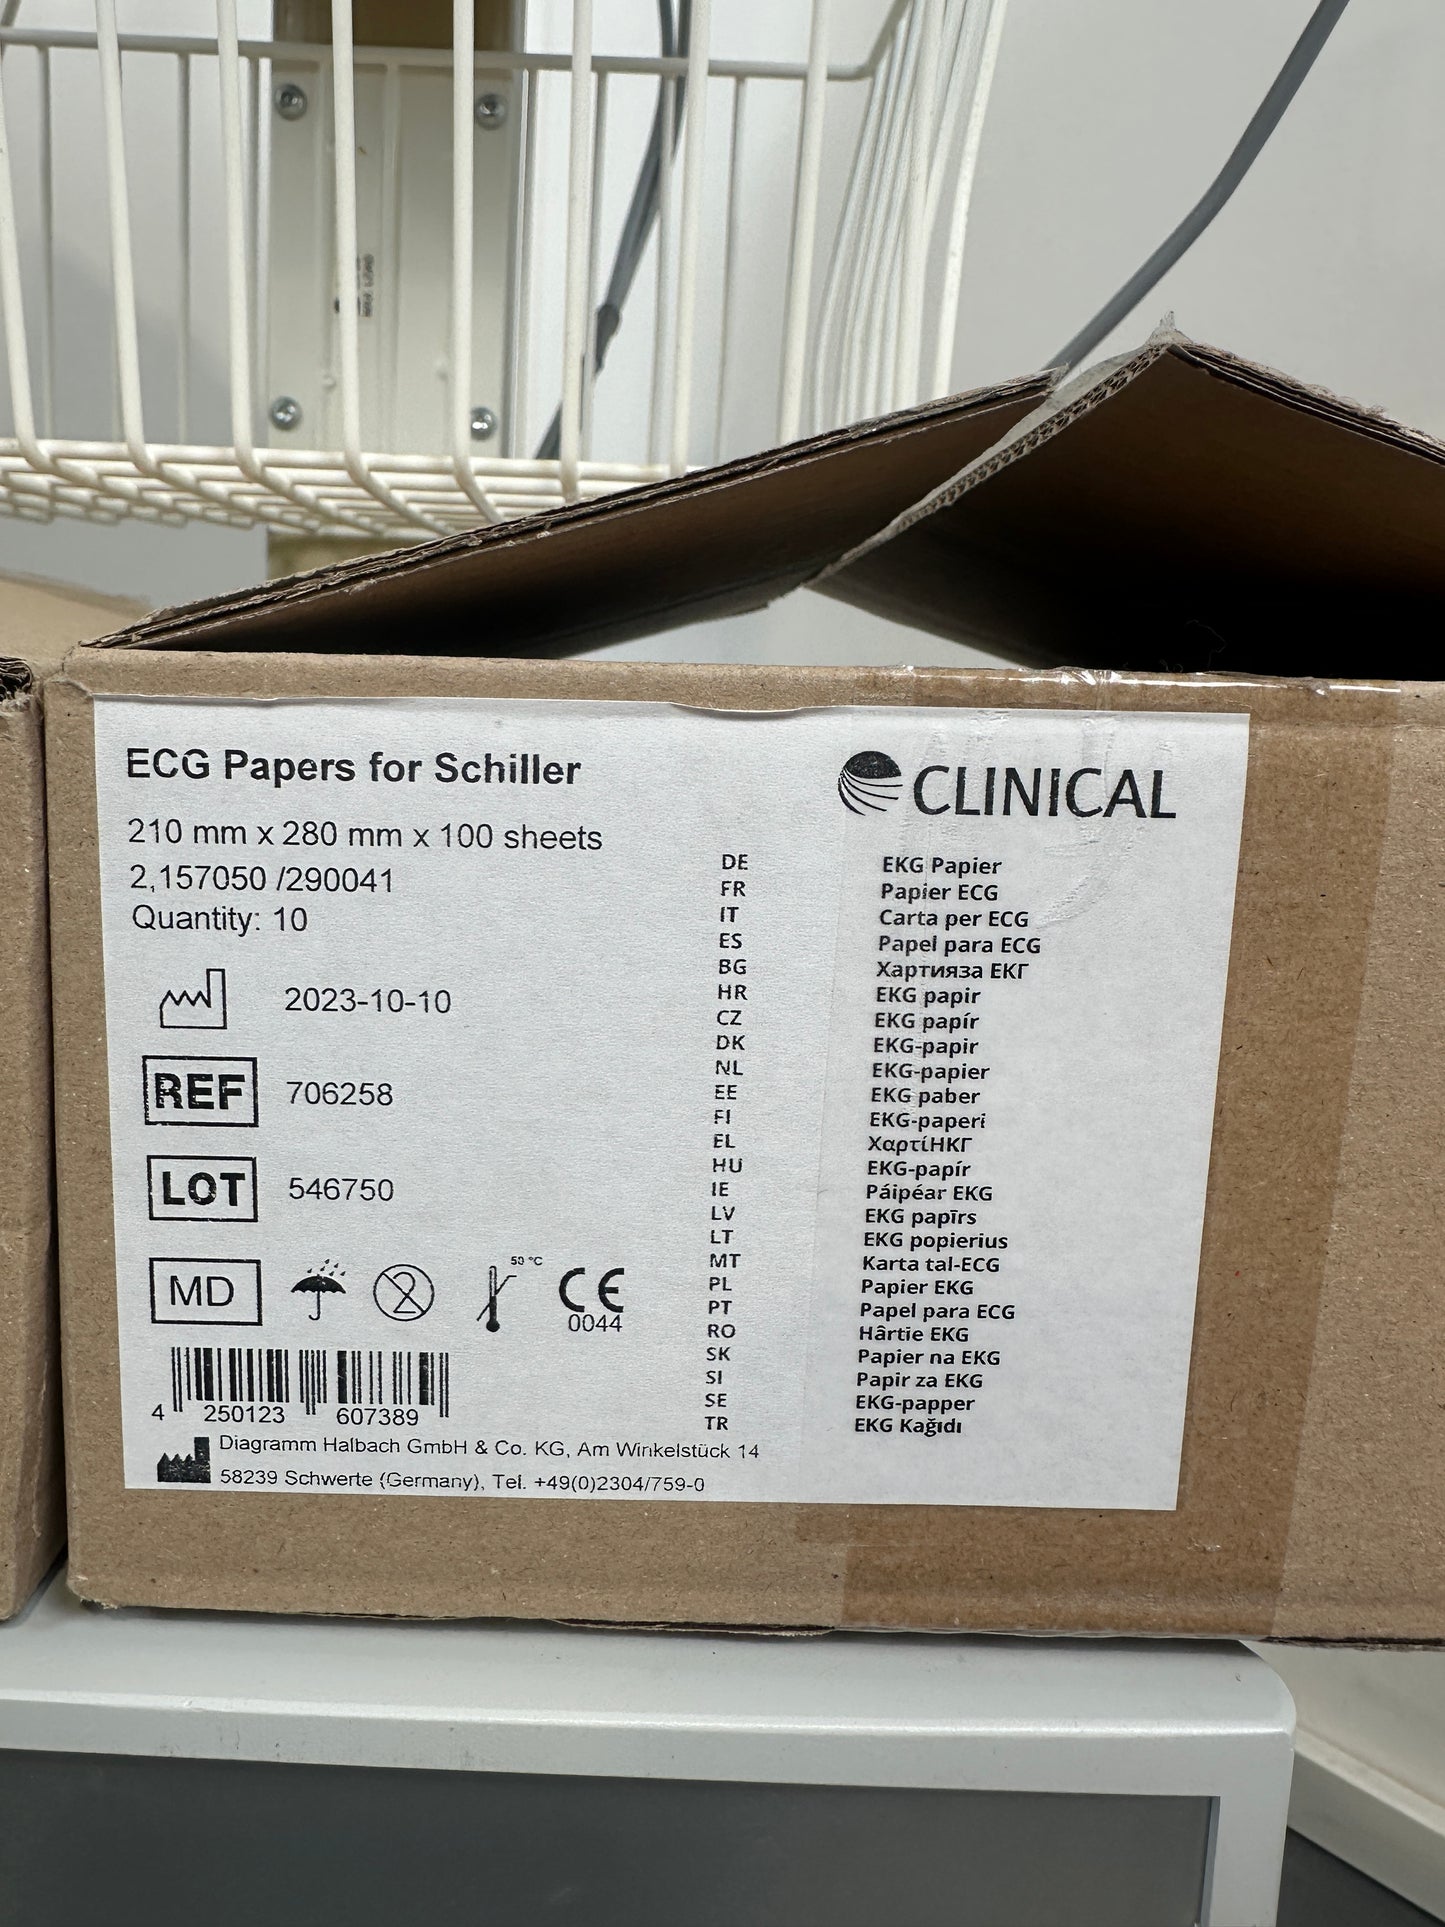 ECG Papers for Schiller
210 mm x 280 mm x 100 sheets
2,157050 /290041
Quantity: 10
2023-10-10
REF 706258
LOT 546750
MD
2
50 °C
CE
0044
4 250123 607389
Diagramm Halbach GmbH & Co. KG, Am Winkelstück 14
58239 Schwerte (Germany), Tel. +49(0)2304/759-0
CLINICAL
DE EKG Papier
FR Papier ECG
IT Carta per ECG
ES Papel para ECG
BG Хартияза ЕКГ
HR EKG papir
CZ EKG papír
DK EKG-papir
NL EKG-papier
EE EKG paber
FI EKG-paperi
EL ΧαρτίΗΚΓ
HU EKG-papír
IE Páipéar EKG
LV EKG papīrs
LT EKG popierius
MT Karta tal-ECG
PL Papier EKG
PT Papel para ECG
RO Hârtie EKG
SK Papier na EKG
SI Papir za EKG
SE EKG-papper
TR EKG Kağıdı